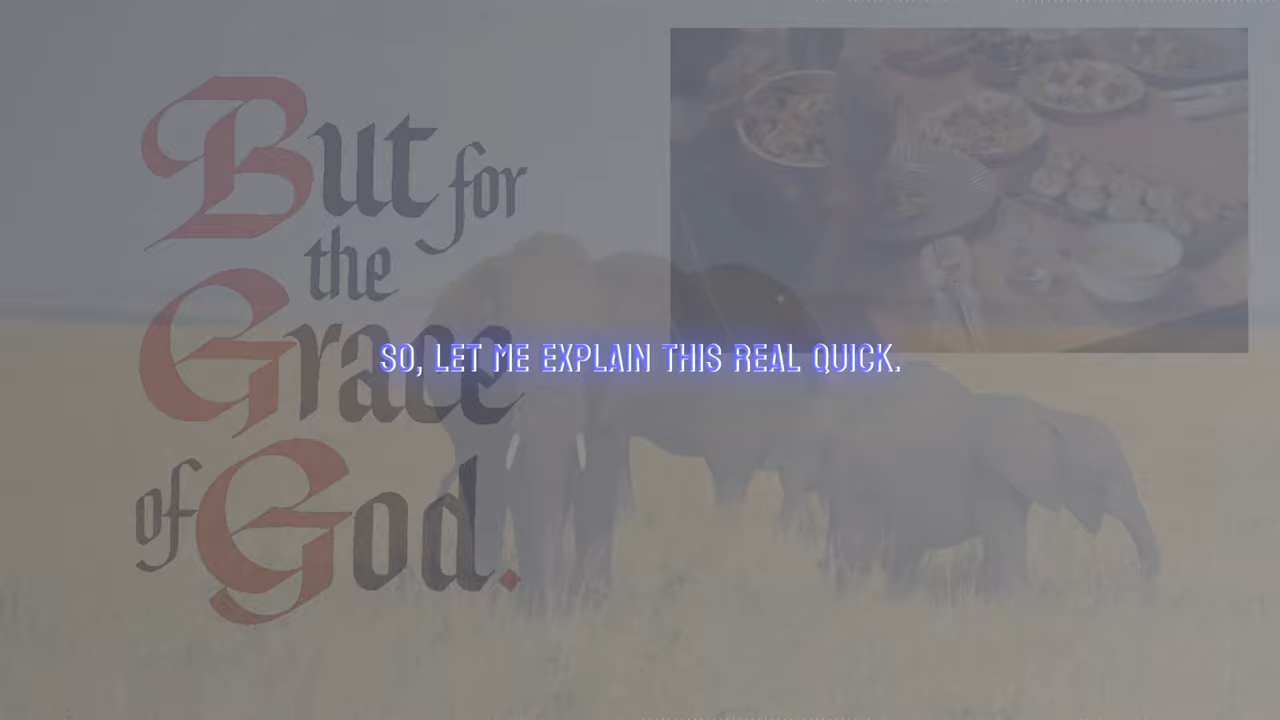 But for
the
Grace
of God.
SO, LET ME EXPLAIN THIS REAL QUICK.